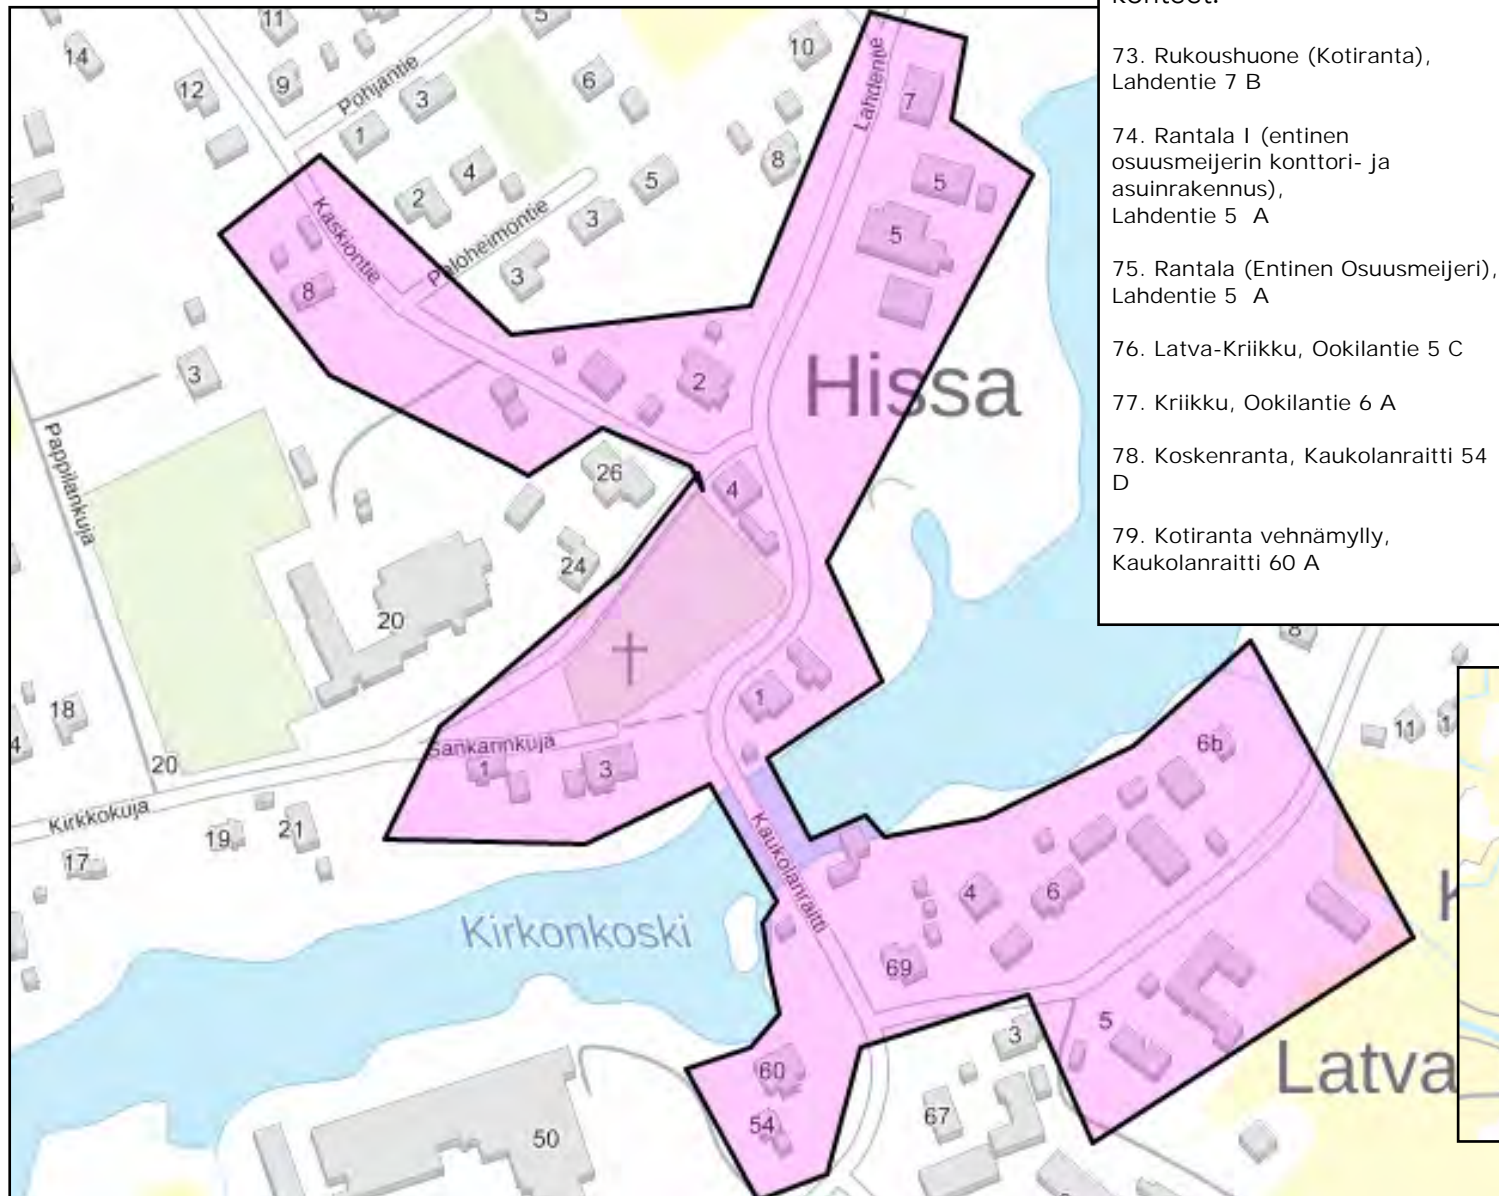 kohteet:
73. Rukoushuone (Kotiranta),
Lahdentie 7 B
74. Rantala I (entinen
osuusmeijerin konttori- ja
asuinrakennus),
Lahdentie 5 A
75. Rantala (Entinen Osuusmeijeri),
Lahdentie 5 A
76. Latva-Kriikku, Ookilantie 5 C
77. Kriikku, Ookilantie 6 A
78. Koskenranta, Kaukolanraitti 54
D
79. Kotiranta vehnämylly,
Kaukolanraitti 60 A
11
5
14
10
12
9
6
Pohjantie
3
Lahdentie
7
1
8
4
2
5
5
Kaskiontie
3
Paloheimontie
5
3
8
3
2
Hissa
Pappilankuja
26
4
24
20
18
1
11
6b
4
Sankarinkuja
20
1
3
Kirkkokuja
19
21
17
Kaukolanraitti
4
6
Kirkonkoski
69
5
3
60
Latva
54
67
50